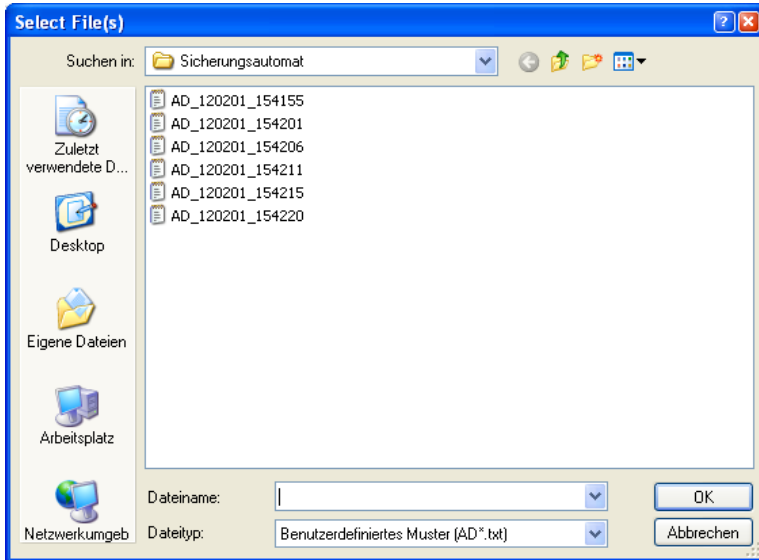 Select File(s)
Suchen in:
Sicherungsautomat
AD_120201_154155
AD_120201_154201
AD_120201_154206
AD_120201_154211
AD_120201_154215
AD_120201_154220
Zuletzt
verwendete D...
Desktop
Eigene Dateien
Arbeitsplatz
Netzwerkumgeb
Dateiname:
OK
Dateityp:
Benutzerdefiniertes Muster (AD*.txt)
Abbrechen